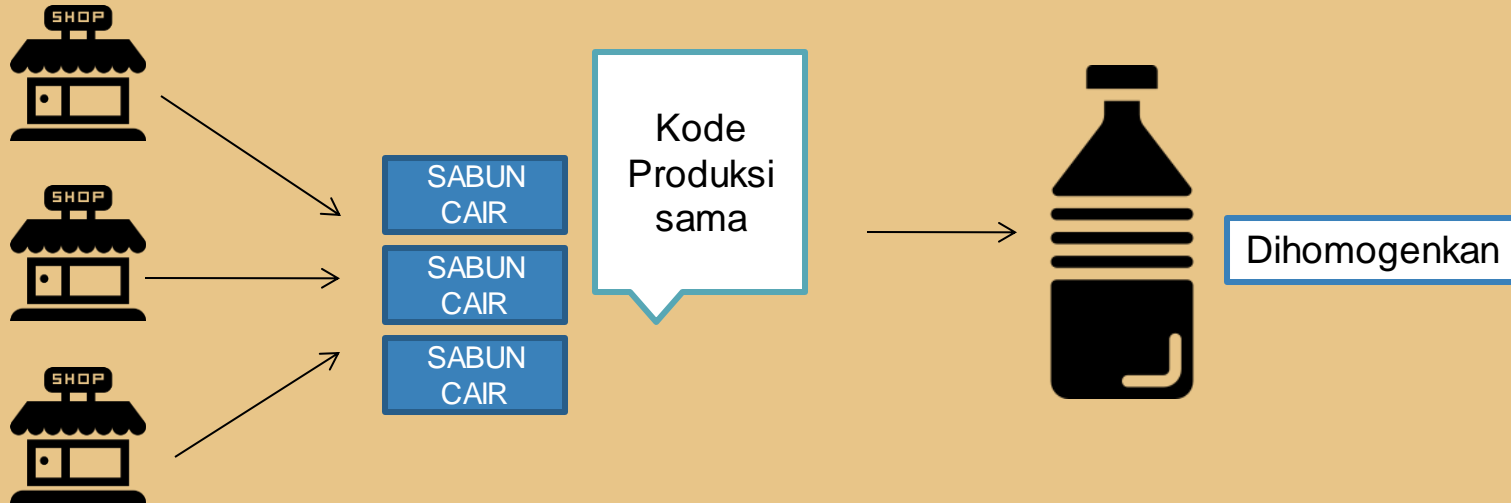 SHOP
SHOP
SHOP
SABUN
CAIR
SABUN
CAIR
SABUN
CAIR
Kode
Produksi
sama
Dihomogenkan